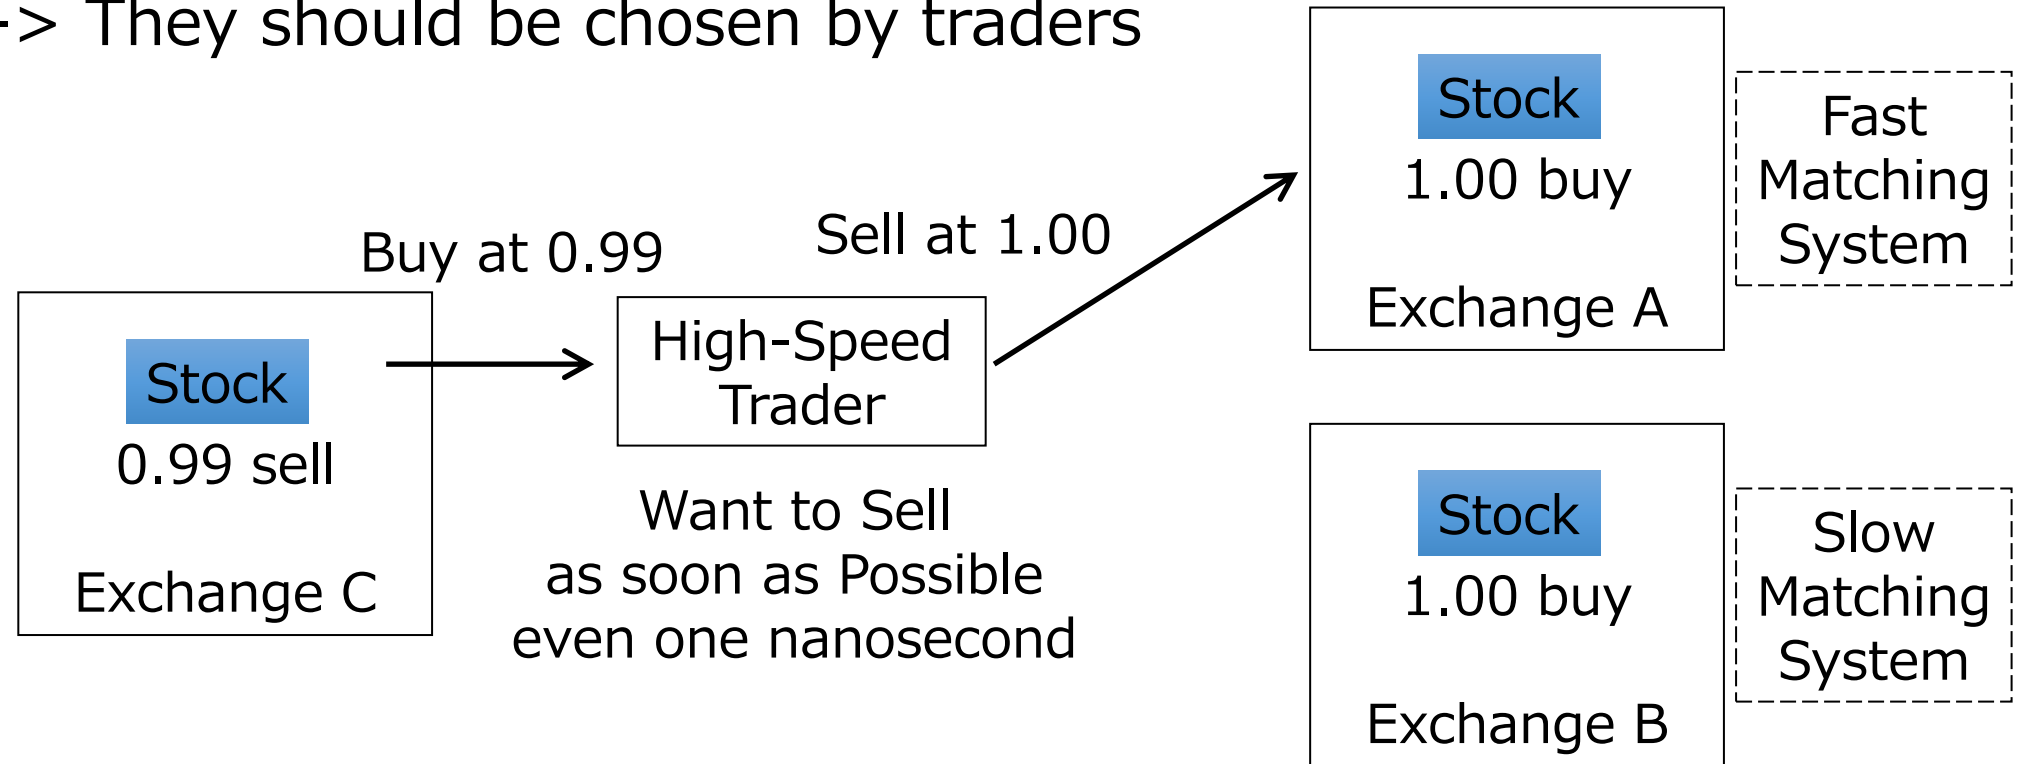 -> They should be chosen by traders
Buy at 0.99
Sell at 1.00
Stock
0.99 sell
Exchange C
High-Speed
Trader
Want to Sell
as soon as Possible
even one nanosecond
Stock
1.00 buy
Exchange A
Fast
Matching
System
Stock
1.00 buy
Exchange B
Slow
Matching
System